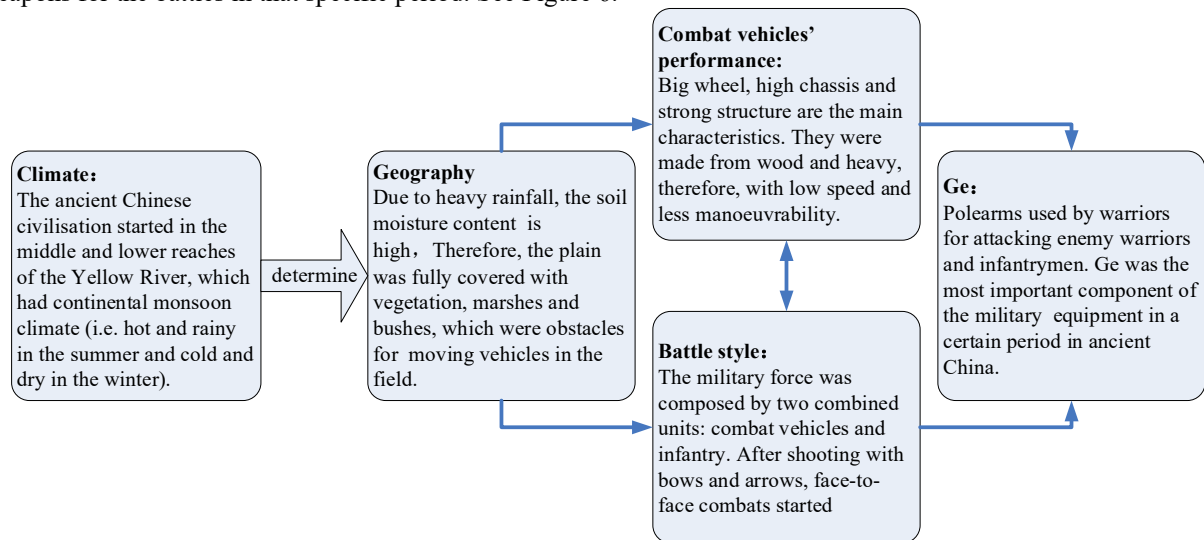 Climate：
The ancient Chinese
civilisation started in the
middle and lower reaches
of the Yellow River, which
had continental monsoon
climate (i.e. hot and rainy
in the summer and cold and
dry in the winter).
determine
Geography
Due to heavy rainfall, the soil
moisture content is
high，Therefore, the plain
was fully covered with
vegetation, marshes and
bushes, which were obstacles
for moving vehicles in the
field.
Combat vehicles’
performance:
Big wheel, high chassis and
strong structure are the main
characteristics. They were
made from wood and heavy,
therefore, with low speed and
less manoeuvrability.
Battle style：
The military force was
composed by two combined
units: combat vehicles and
infantry. After shooting with
bows and arrows, face-to-
face combats started
Ge：
Polearms used by warriors
for attacking enemy warriors
and infantrymen. Ge was the
most important component of
the military equipment in a
certain period in ancient
China.